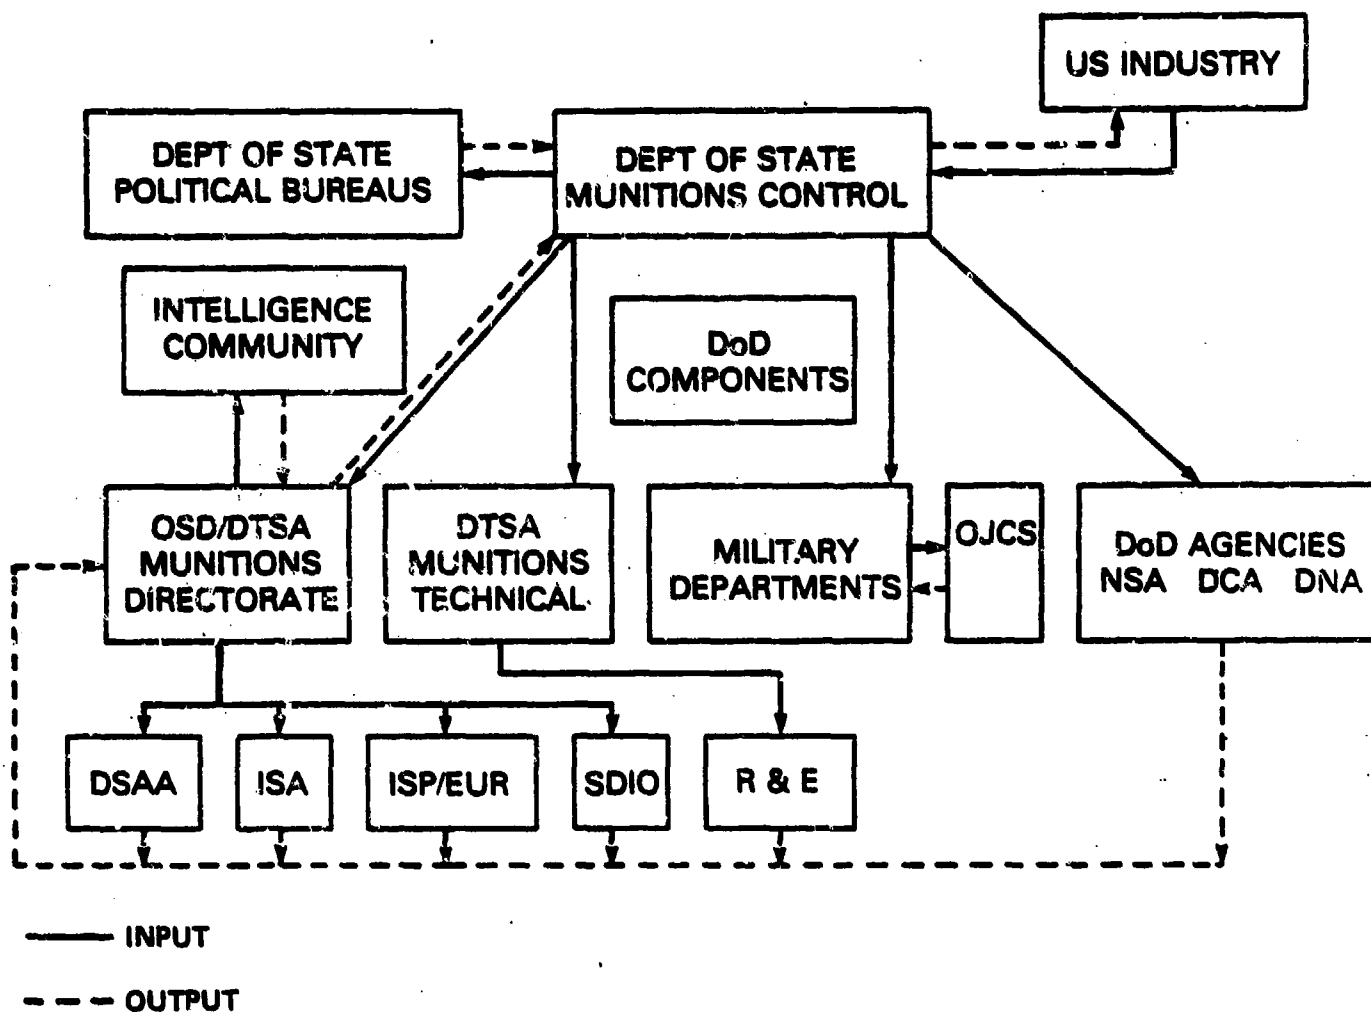 US INDUSTRY
DEPT OF STATE
POLITICAL BUREAUS
DEPT OF STATE
MUNITIONS CONTROL
INTELLIGENCE
COMMUNITY
DoD
COMPONENTS
OSD/DTSA
MUNITIONS
DIRECTORATE
DTSA
MUNITIONS
TECHNICAL
MILITARY
DEPARTMENTS
OJCS
DoD AGENCIES
NSA DCA DNA
DSAA
ISA
ISP/EUR
SDIO
R & E
INPUT
OUTPUT